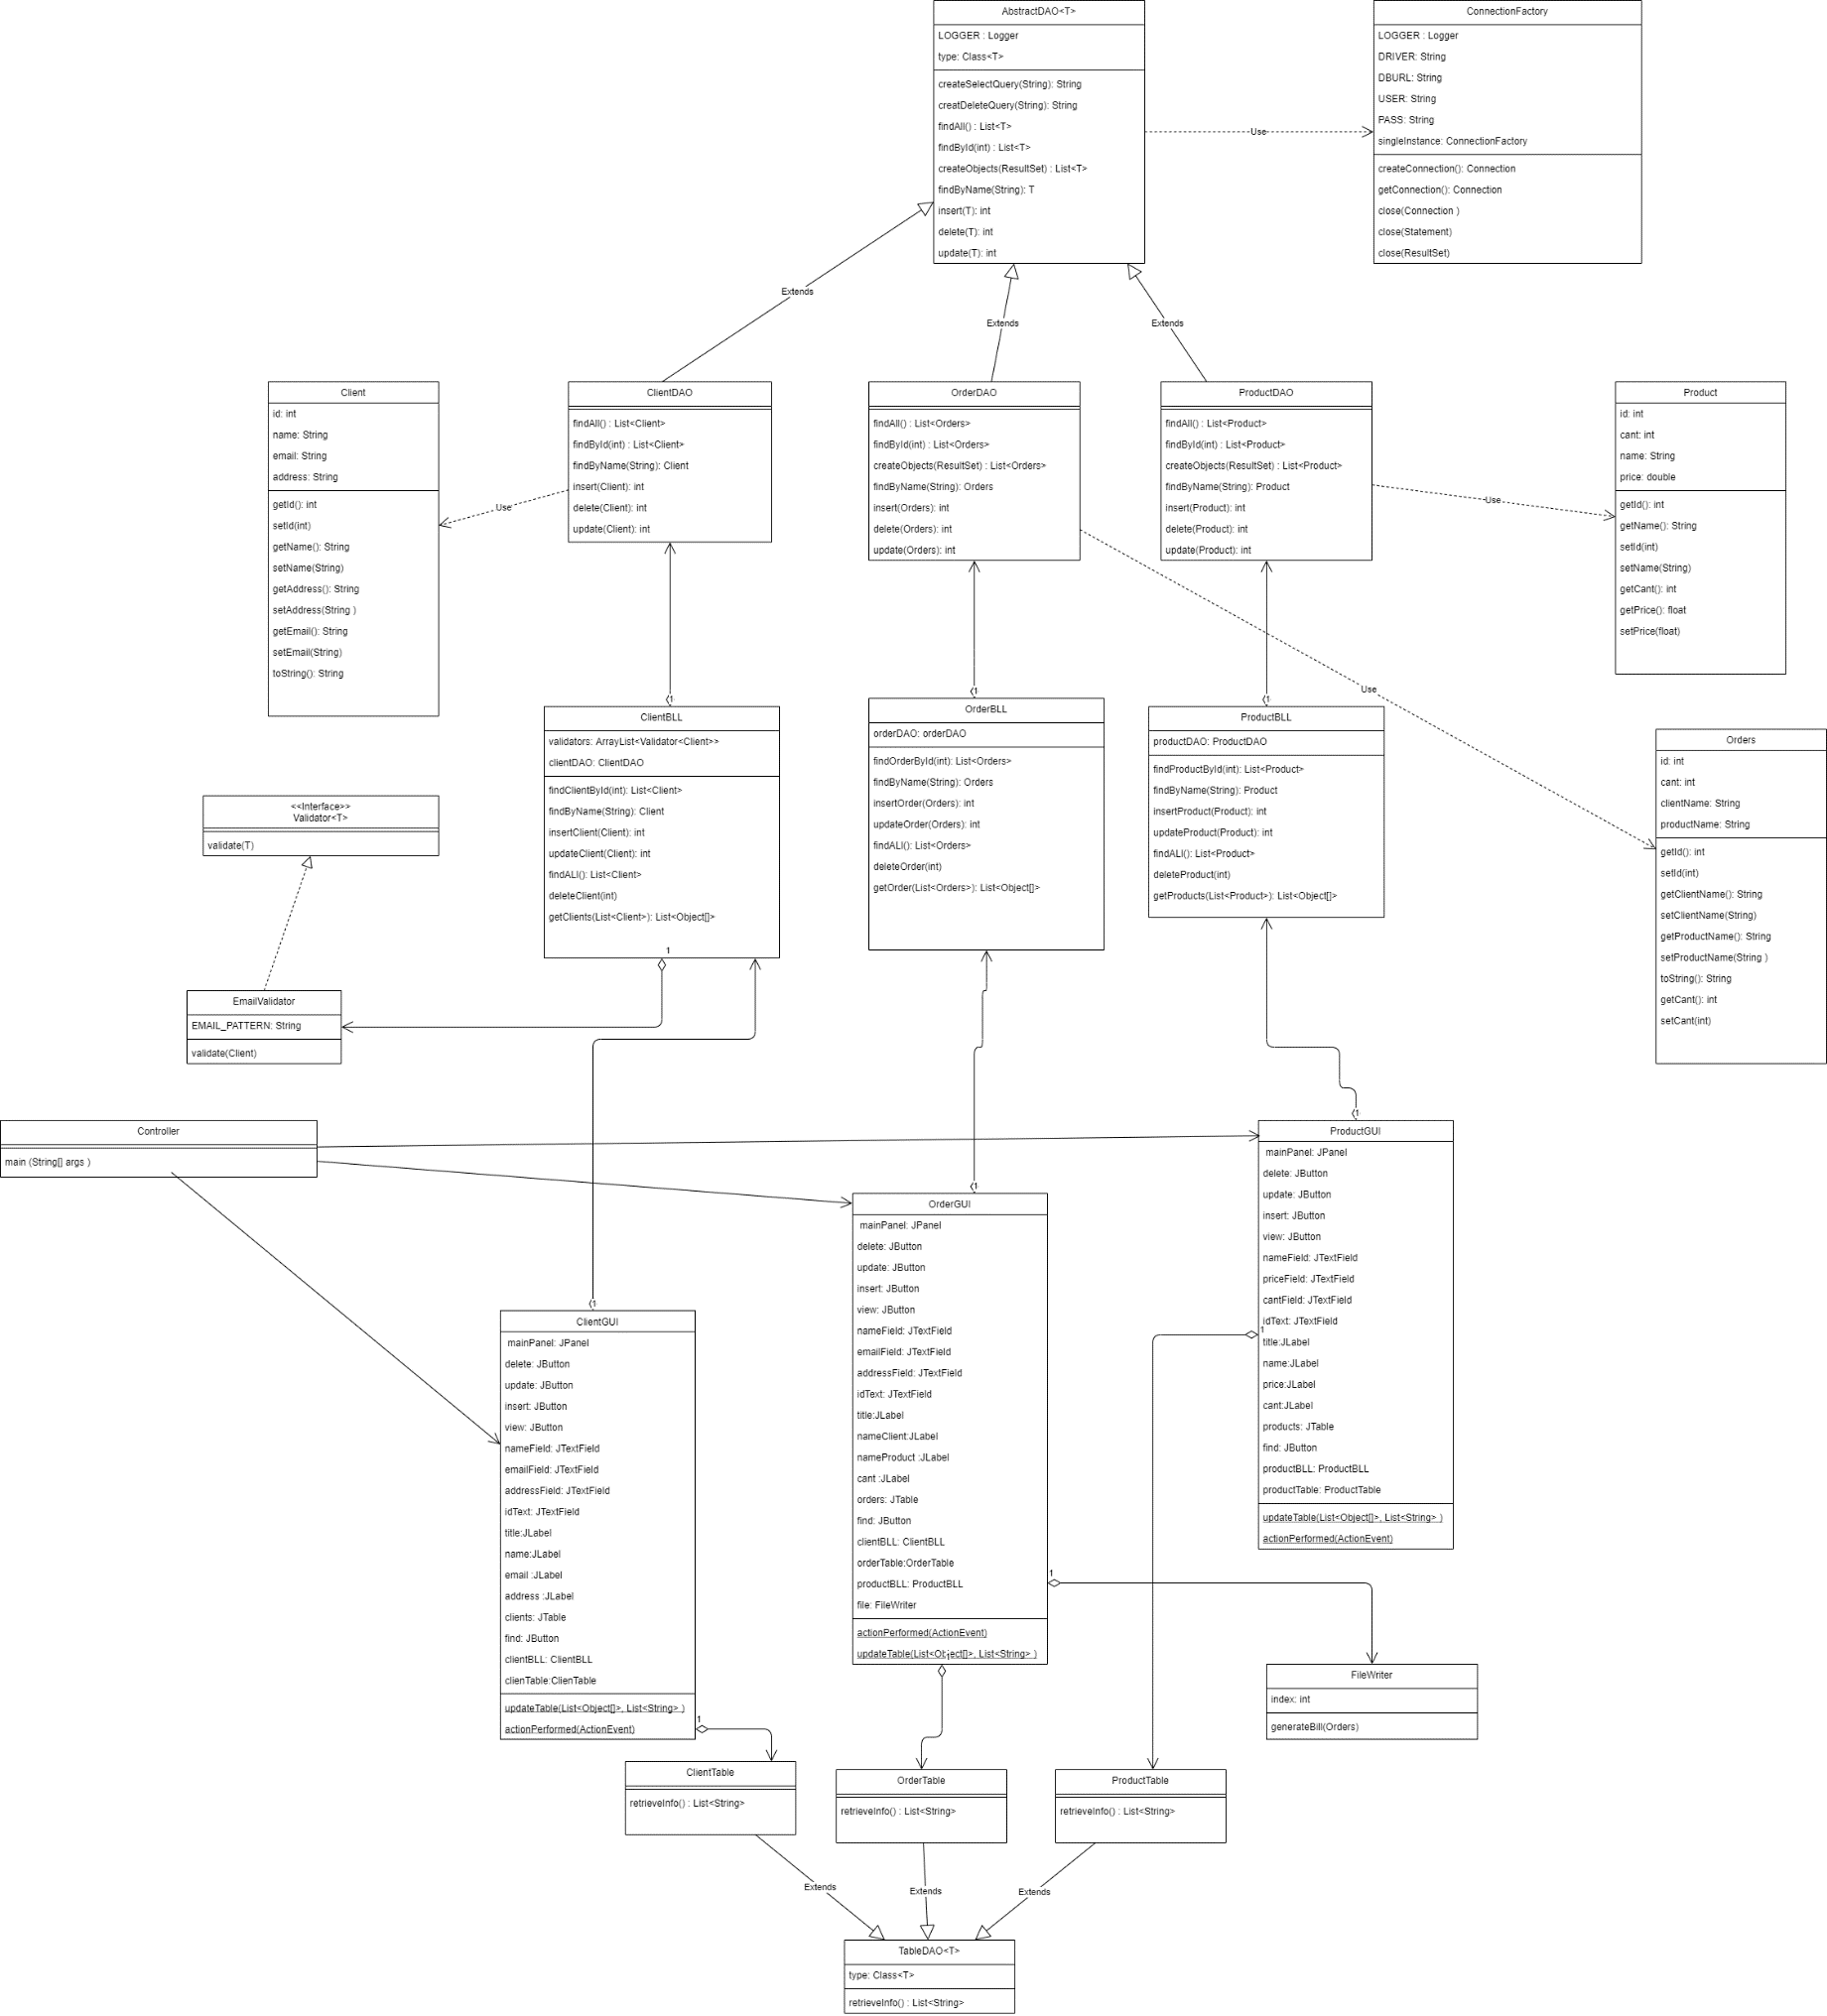 AbstractDAO<T>
LOGGER : Logger
type: Class<T>
createSelectQuery(String): String
creatDeleteQuery(String): String
findAll() : List<T>
findById(int) : List<T>
createObjects(ResultSet) : List<T>
findByName(String): T
insert(T): int
delete(T): int
update(T): int
Use
ConnectionFactory
LOGGER : Logger
DRIVER: String
DBURL: String
USER: String
PASS: String
singleInstance: ConnectionFactory
createConnection(): Connection
getConnection(): Connection
close(Connection )
close(Statement)
close(ResultSet)
Extends
Extends
Extends
Client
id: int
name: String
email: String
address: String
getId(): int
setId(int)
getName(): String
setName(String)
getAddress(): String
setAddress(String )
getEmail(): String
setEmail(String)
toString(): String
Use
ClientDAO
findAll() : List<Client>
findById(int) : List<Client>
findByName(String): Client
insert(Client): int
delete(Client): int
update(Client): int
OrderDAO
findAll() : List<Orders>
findById(int) : List<Orders>
createObjects(ResultSet) : List<Orders>
findByName(String): Orders
insert(Orders): int
delete(Orders): int
update(Orders): int
ProductDAO
findAll() : List<Product>
findById(int) : List<Product>
createObjects(ResultSet) : List<Product>
findByName(String): Product
insert(Product): int
delete(Product): int
update(Product): int
Use
Product
id: int
cant: int
name: String
price: double
getId(): int
getName(): String
setId(int)
setName(String)
getCant(): int
getPrice(): float
setPrice(float)
Use
1
ClientBLL
validators: ArrayList<Validator<Client>>
clientDAO: ClientDAO
findClientById(int): List<Client>
findByName(String): Client
insertClient(Client): int
updateClient(Client): int
findALl(): List<Client>
deleteClient(int)
getClients(List<Client>): List<Object[]>
1
1
OrderBLL
orderDAO: orderDAO
findOrderById(int): List<Orders>
findByName(String): Orders
insertOrder(Orders): int
updateOrder(Orders): int
findALl(): List<Orders>
deleteOrder(int)
getOrder(List<Orders>): List<Object[]>
1
ProductBLL
productDAO: ProductDAO
findProductById(int): List<Product>
findByName(String): Product
insertProduct(Product): int
updateProduct(Product): int
findALl(): List<Product>
deleteProduct(int)
getProducts(List<Product>): List<Object[]>
Orders
id: int
cant: int
clientName: String
productName: String
getId(): int
setId(int)
getClientName(): String
setClientName(String)
getProductName(): String
setProductName(String )
toString(): String
getCant(): int
setCant(int)
<<Interface>>
Validator<T>
validate(T)
EmailValidator
EMAIL_PATTERN: String
validate(Client)
Controller
main (String[] args )
1
ClientGUI
mainPanel: JPanel
delete: JButton
update: JButton
insert: JButton
view: JButton
nameField: JTextField
emailField: JTextField
addressField: JTextField
idText: JTextField
title:JLabel
name:JLabel
email :JLabel
address :JLabel
clients: JTable
find: JButton
clientBLL: ClientBLL
clienTable:ClienTable
updateTable(List<Object[]>, List<String> )
actionPerformed(ActionEvent)
1
1
OrderGUI
mainPanel: JPanel
delete: JButton
update: JButton
insert: JButton
view: JButton
nameField: JTextField
emailField: JTextField
addressField: JTextField
idText: JTextField
title:JLabel
nameClient:JLabel
nameProduct :JLabel
cant :JLabel
orders: JTable
find: JButton
clientBLL: ClientBLL
orderTable:OrderTable
productBLL: ProductBLL
file: FileWriter
actionPerformed(ActionEvent)
updateTable(List<Object[]>, List<String> )
1
1
1
ProductGUI
mainPanel: JPanel
delete: JButton
update: JButton
insert: JButton
view: JButton
nameField: JTextField
priceField: JTextField
cantField: JTextField
idText: JTextField
1
title:JLabel
name:JLabel
price:JLabel
cant:JLabel
products: JTable
find: JButton
productBLL: ProductBLL
productTable: ProductTable
updateTable(List<Object[]>, List<String> )
actionPerformed(ActionEvent)
FileWriter
index: int
generateBill(Orders)
ClientTable
retrieveInfo() : List<String>
OrderTable
retrieveInfo() : List<String>
ProductTable
retrieveInfo() : List<String>
Extends
Extends
Extends
TableDAO<T>
type: Class<T>
retrieveInfo() : List<String>